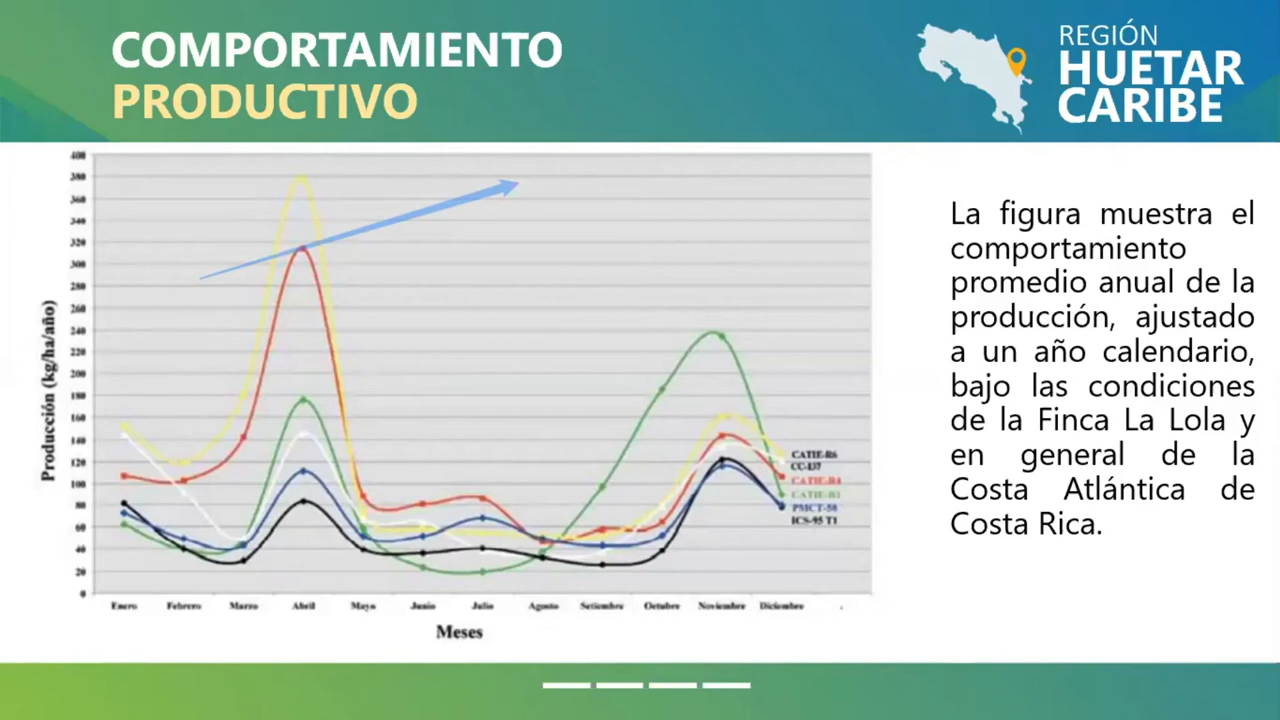 COMPORTAMIENTO
PRODUCTIVO
REGIÓN
HUETAR
CARIBE
400
380
360
340
320
300
280
260
240
220
200
180
160
140
120
100
80
60
40
20
0
Producción (kg/ha/año)
Enero Febrero Marzo Abril Mayo Junio Julio Agosto Setiembre Octubre Noviembre Diciembre
Meses
CATIE-R6
CC-137
CATIE-R4
CATIE-R1
PMCT-58
ICS-95 T1
La figura muestra el
comportamiento
promedio anual de la
producción, ajustado
a un año calendario,
bajo las condiciones
de la Finca La Lola y
en general de la
Costa Atlántica de
Costa Rica.